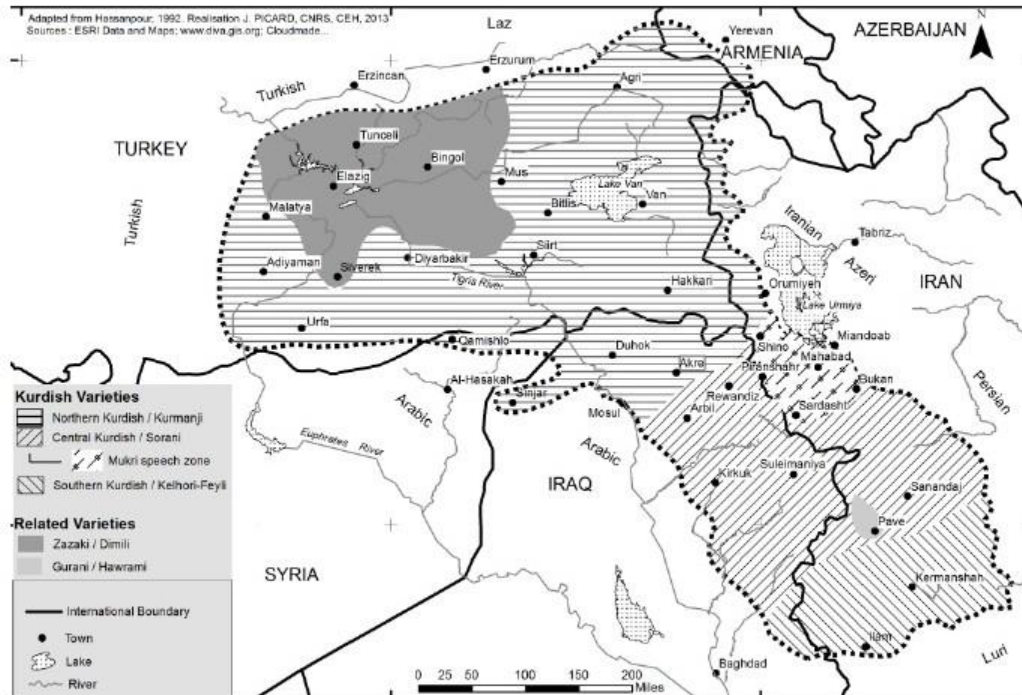 Adapted from Hassanpour, 1992. Realisation J. PICARD, CNRS, CEH, 2013
Sources : ESRI Data and Maps; www.diva.gis.org; Cloudmade...
Laz
Yerevan
AZERBAIJAN
N
ARMENIA
Erzurum
Erzincan
Agri
Turkish
Tunceli
TURKEY
Bingol
Mus
Elazig
Lake Van
Van
Malatya
Bitlis
Turkish
Iranian
Tabriz
Azeri
Siirt
Diyarbakir
Adiyaman
Siverek
Tigris River
Hakkari
Orumiyeh
IRAN
Lake Urmiya
Urfa
Qamishlo
Shino
Miandoab
Duhok
Mahabad
Akre
Piranshahr
Al-Hasakah
Rewandiz
Bukan
Persian
Sinjar
Arabic
Mosul
Arbil
Sardasht
Euphrates River
Arabic
Kirkuk
Suleimaniya
IRAQ
Sanandaj
Pave
SYRIA
Kermanshah
Ilam
Luri
Baghdad
Kurdish Varieties
Northern Kurdish / Kurmanji
Central Kurdish / Sorani
Mukri speech zone
Southern Kurdish / Kelhori-Feyli
Related Varieties
Zazaki / Dimili
Gurani / Hawrami
International Boundary
Town
Lake
River
0 25 50 100 150 200
Miles